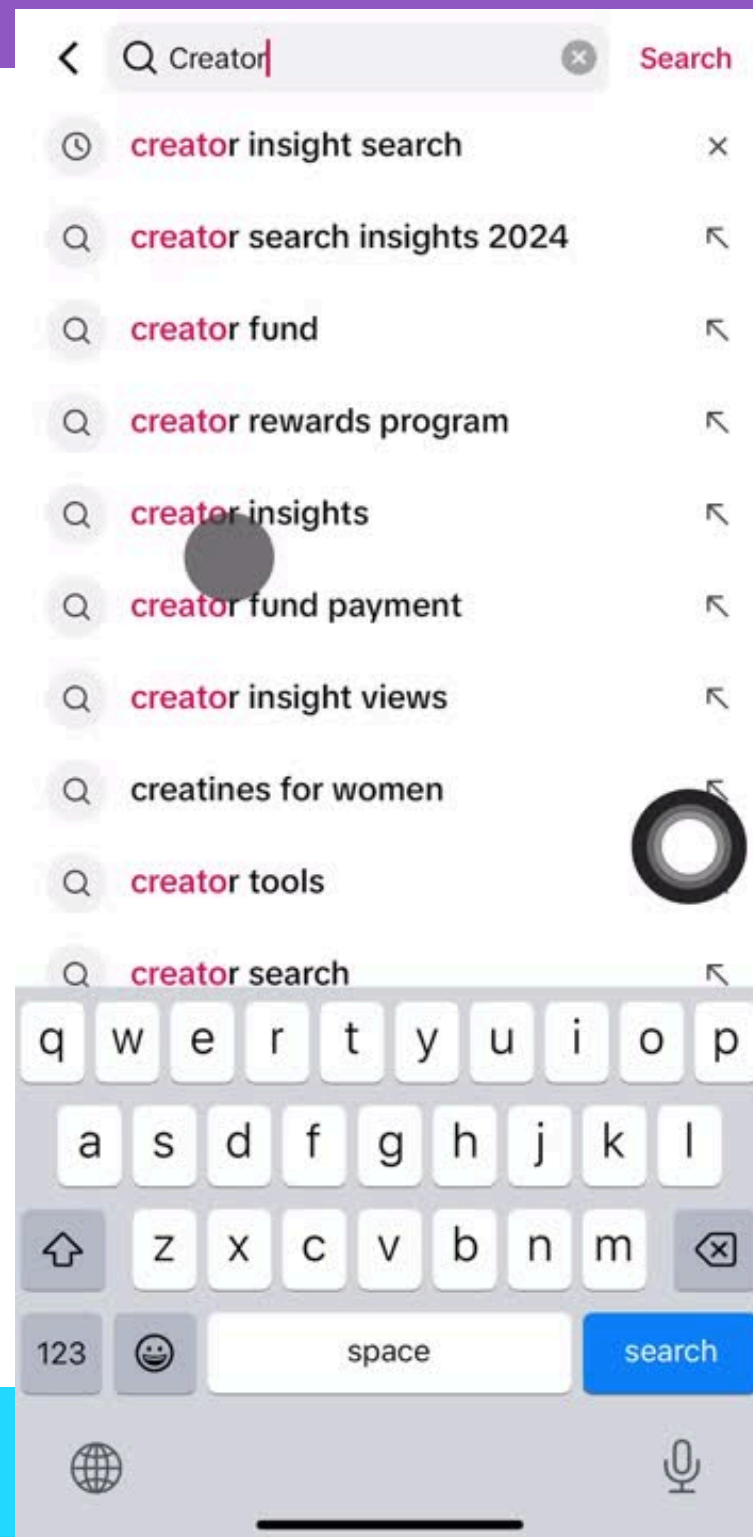 Creator
Search
creator insight search
creator search insights 2024
creator fund
creator rewards program
creator insights
creator fund payment
creator insight views
creatines for women
creator tools
creator search
q w e r t y u i o p
a s d f g h j k l
z x c v b n m
123 space search